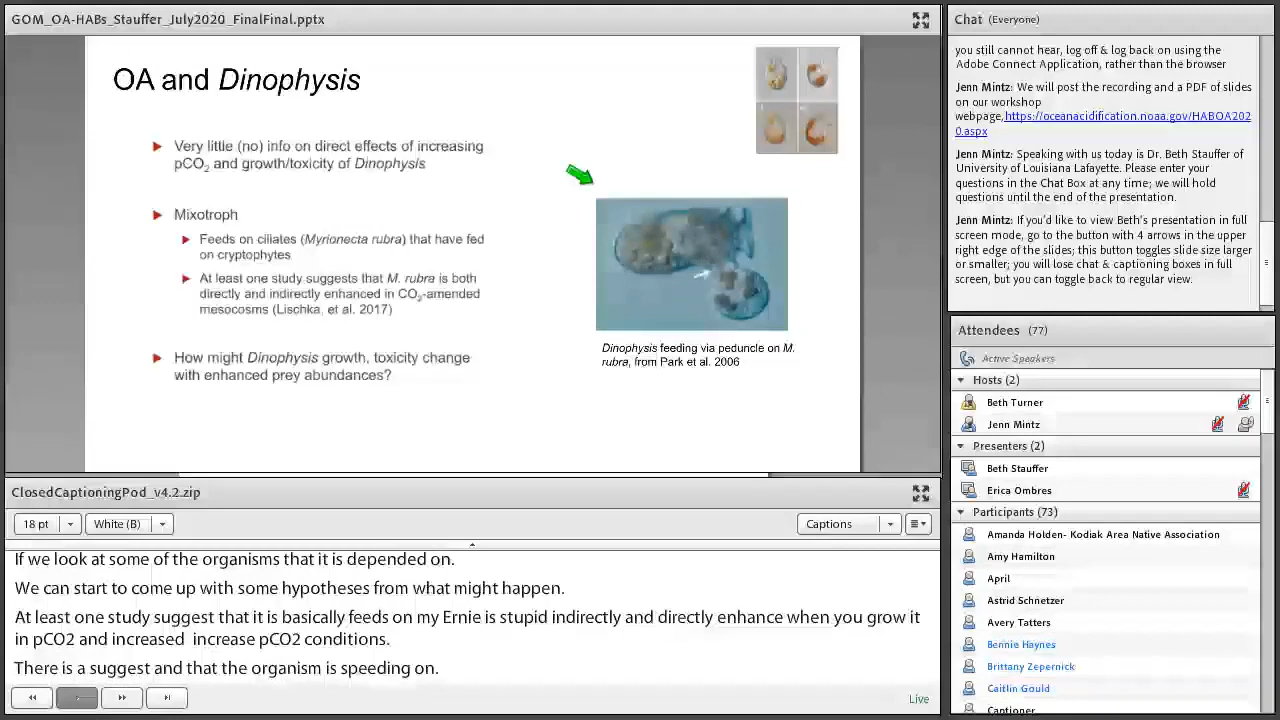 GOM_OA-HABs_Stauffer_July2020_FinalFinal.pptx
OA and Dinophysis
Very little (no) info on direct effects of increasing
pCO2 and growth/toxicity of Dinophysis
Mixotroph
Feeds on ciliates (Myrionecta rubra) that have fed
on cryptophytes
At least one study suggests that M. rubra is both
directly and indirectly enhanced in CO2-amended
mesocosms (Lischka, et al. 2017)
How might Dinophysis growth, toxicity change
with enhanced prey abundances?
Dinophysis feeding via peduncle on M.
rubra, from Park et al. 2006
ClosedCaptioningPod_v4.2.zip
18 pt
White (B)
Captions
If we look at some of the organisms that it is depended on.
We can start to come up with some hypotheses from what might happen.
At least one study suggest that it is basically feeds on my Ernie is stupid indirectly and directly enhance when you grow it
in pCO2 and increased  increase pCO2 conditions.
There is a suggest and that the organism is speeding on.
Live
Chat (Everyone)
you still cannot hear, log off & log back on using the
Adobe Connect Application, rather than the browser
Jenn Mintz: We will post the recording and a PDF of slides
on our workshop
webpage,https://oceanacidification.noaa.gov/HABOA202
0.aspx
Jenn Mintz: Speaking with us today is Dr. Beth Stauffer of
University of Louisiana Lafayette. Please enter your
questions in the Chat Box at any time; we will hold
questions until the end of the presentation.
Jenn Mintz: If you'd like to view Beth's presentation in full
screen mode, go to the button with 4 arrows in the upper
right edge of the slides; this button toggles slide size larger
or smaller; you will lose chat & captioning boxes in full
screen, but you can toggle back to regular view.
Attendees (77)
Active Speakers
Hosts (2)
Beth Turner
Jenn Mintz
Presenters (2)
Beth Stauffer
Erica Ombres
Participants (73)
Amanda Holden- Kodiak Area Native Association
Amy Hamilton
April
Astrid Schnetzer
Avery Tatters
Bennie Haynes
Brittany Zepernick
Caitlin Gould
Captioner